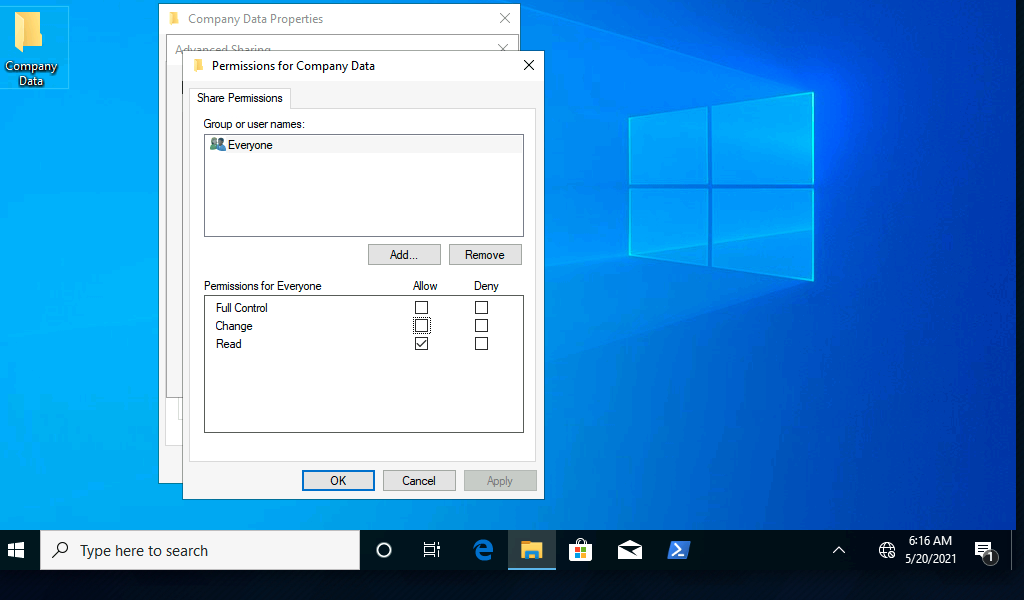 Company Data Properties
Advanced Sharing
Company
Data
Permissions for Company Data
Share Permissions
Group or user names:
Everyone
Add...
Remove
Permissions for Everyone
Allow
Deny
Full Control
Change
Read
OK
Cancel
Apply
Type here to search
6:16 AM
5/20/2021
1